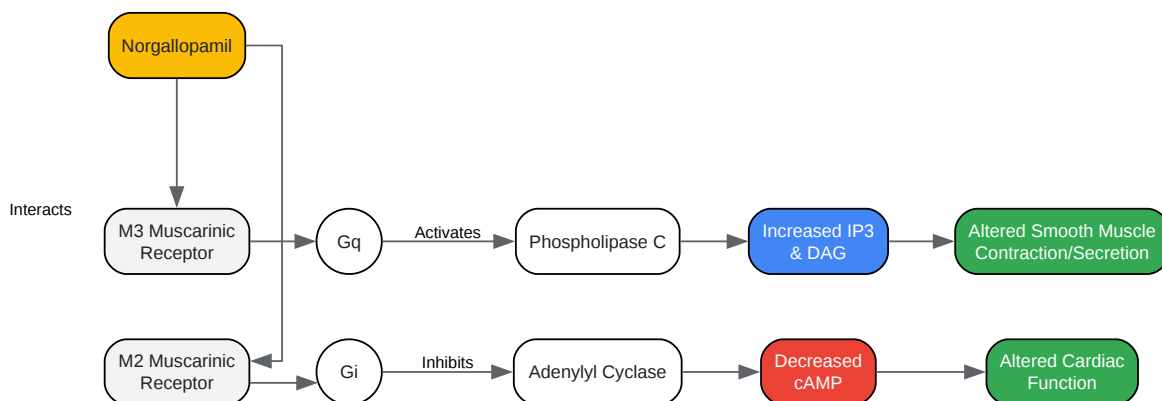 Norgallopamil
Interacts
M3 Muscarinic
Receptor
Gq
Activates
Phospholipase C
Increased IP3
& DAG
Altered Smooth Muscle
Contraction/Secretion
M2 Muscarinic
Receptor
Gi
Inhibits
Adenylyl Cyclase
Decreased
cAMP
Altered Cardiac
Function